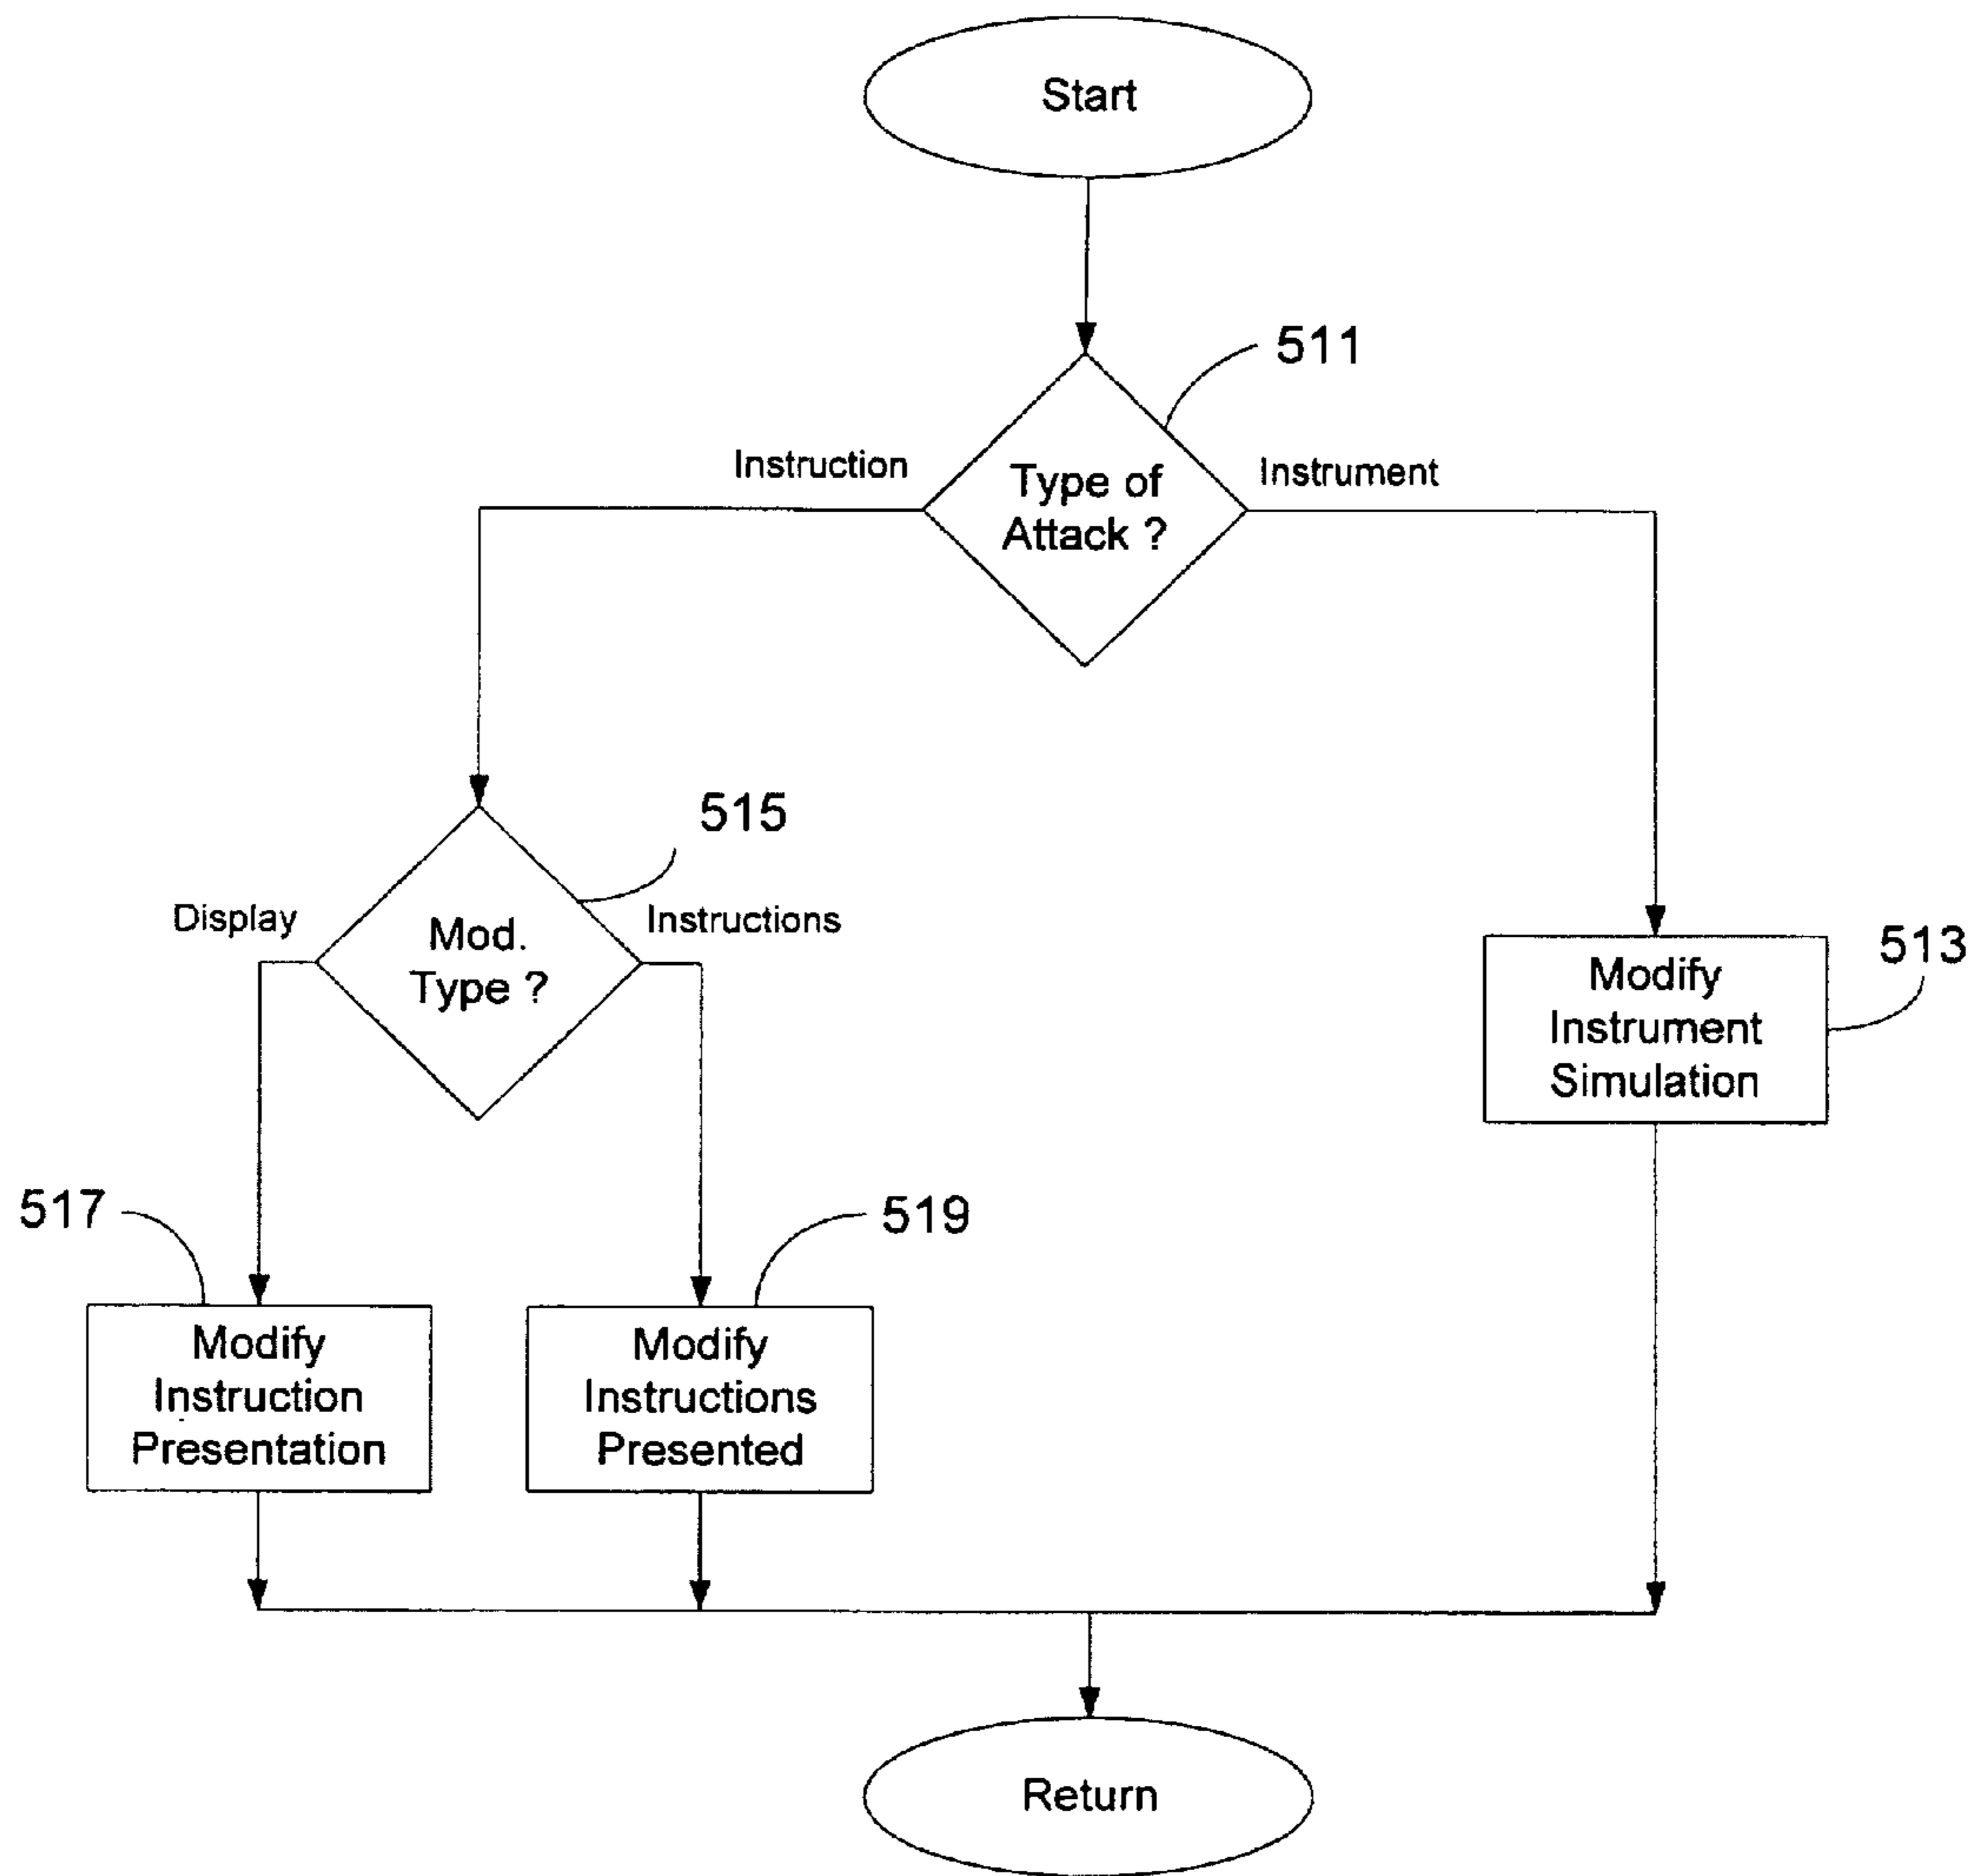 Start
511
Instruction
Type of
Attack ?
Instrument
515
Display
Mod.
Type ?
Instructions
513
Modify
Instrument
Simulation
517
519
Modify
Instruction
Presentation
Modify
Instructions
Presented
Return